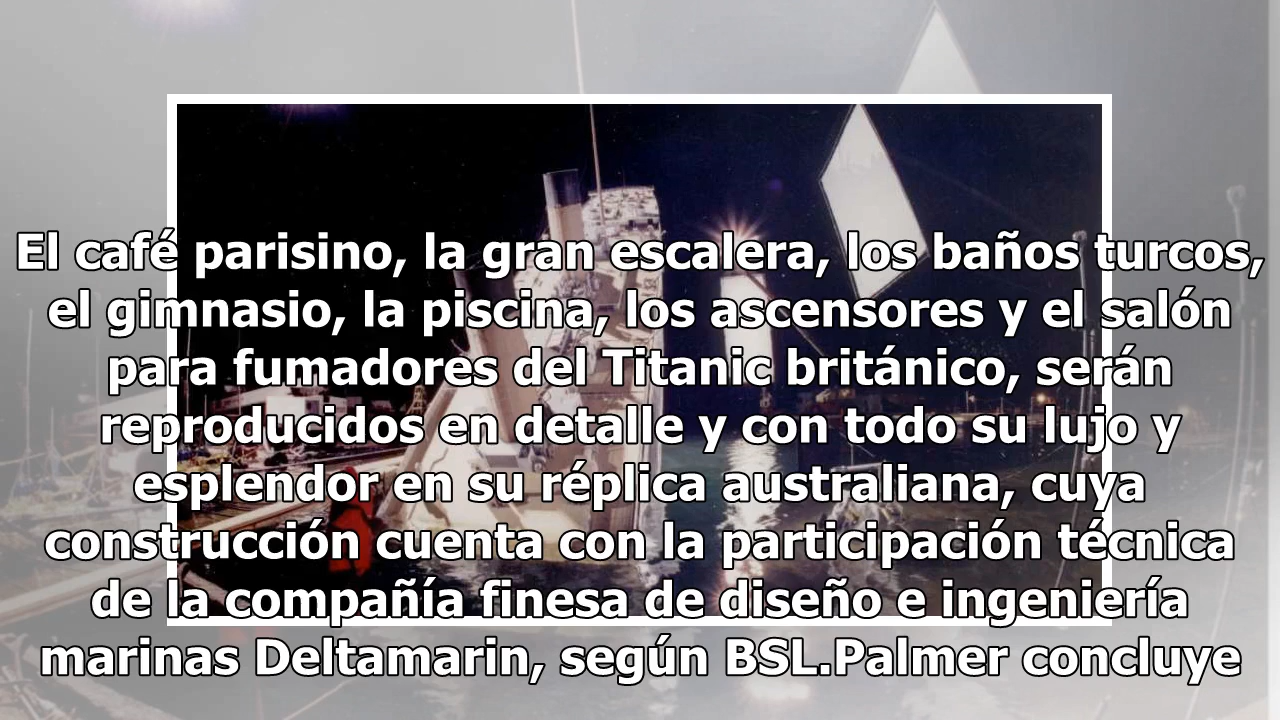 El café parisino, la gran escalera, los baños turcos,
el gimnasio, la piscina, los ascensores y el salón
para fumadores del Titanic británico, serán
reproducidos en detalle y con todo su lujo y
esplendor en su réplica australiana, cuya
construcción cuenta con la participación técnica
de la compañía finesa de diseño e ingeniería
marinas Deltamarin, según BSL.Palmer concluye